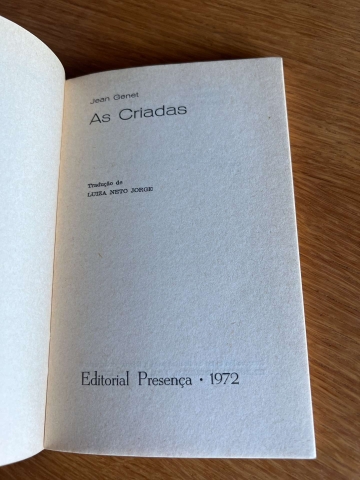 Jean Genet
As Criadas
Tradução de
LUIZA NETO JORGE
Editorial Presença · 1972